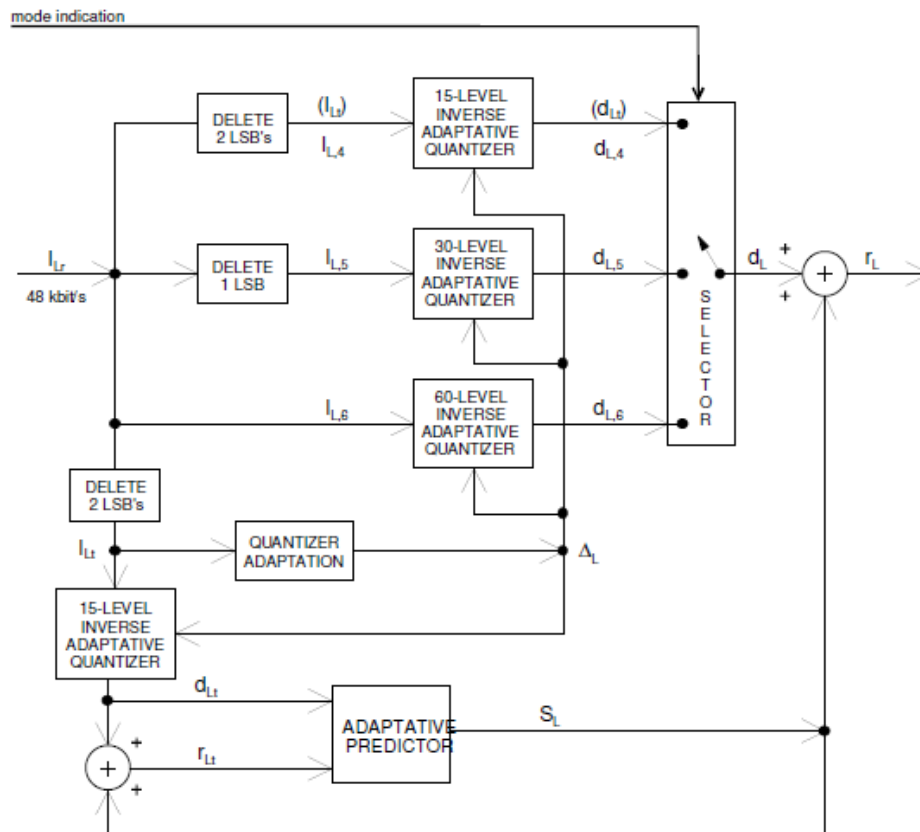 mode indication
DELETE
2 LSB's
(I_Lt)
I_L,4
15-LEVEL
INVERSE
ADAPTATIVE
QUANTIZER
(d_Lt)
d_L,4
I_Lr
48 kbit/s
DELETE
1 LSB
I_L,5
30-LEVEL
INVERSE
ADAPTATIVE
QUANTIZER
d_L,5
SELECTOR
d_L
+
+
+
r_L
I_L,6
60-LEVEL
INVERSE
ADAPTATIVE
QUANTIZER
d_L,6
DELETE
2 LSB's
I_Lt
QUANTIZER
ADAPTATION
Δ_L
15-LEVEL
INVERSE
ADAPTATIVE
QUANTIZER
d_Lt
ADAPTATIVE
PREDICTOR
S_L
+
+
+
r_Lt